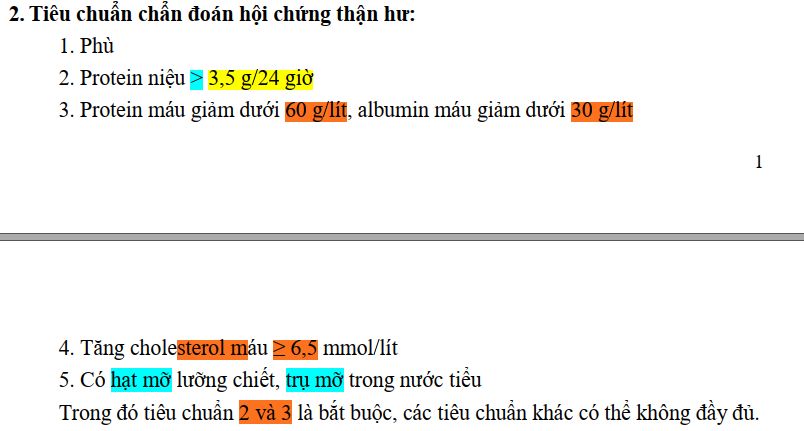 2. Tiêu chuẩn chẩn đoán hội chứng thận hư:
1. Phù
2. Protein niệu > 3,5 g/24 giờ
3. Protein máu giảm dưới 60 g/lít, albumin máu giảm dưới 30 g/lít
1
4. Tăng cholesterol máu ≥ 6,5 mmol/lít
5. Có hạt mỡ lưỡng chiết, trụ mỡ trong nước tiểu
Trong đó tiêu chuẩn 2 và 3 là bắt buộc, các tiêu chuẩn khác có thể không đầy đủ.